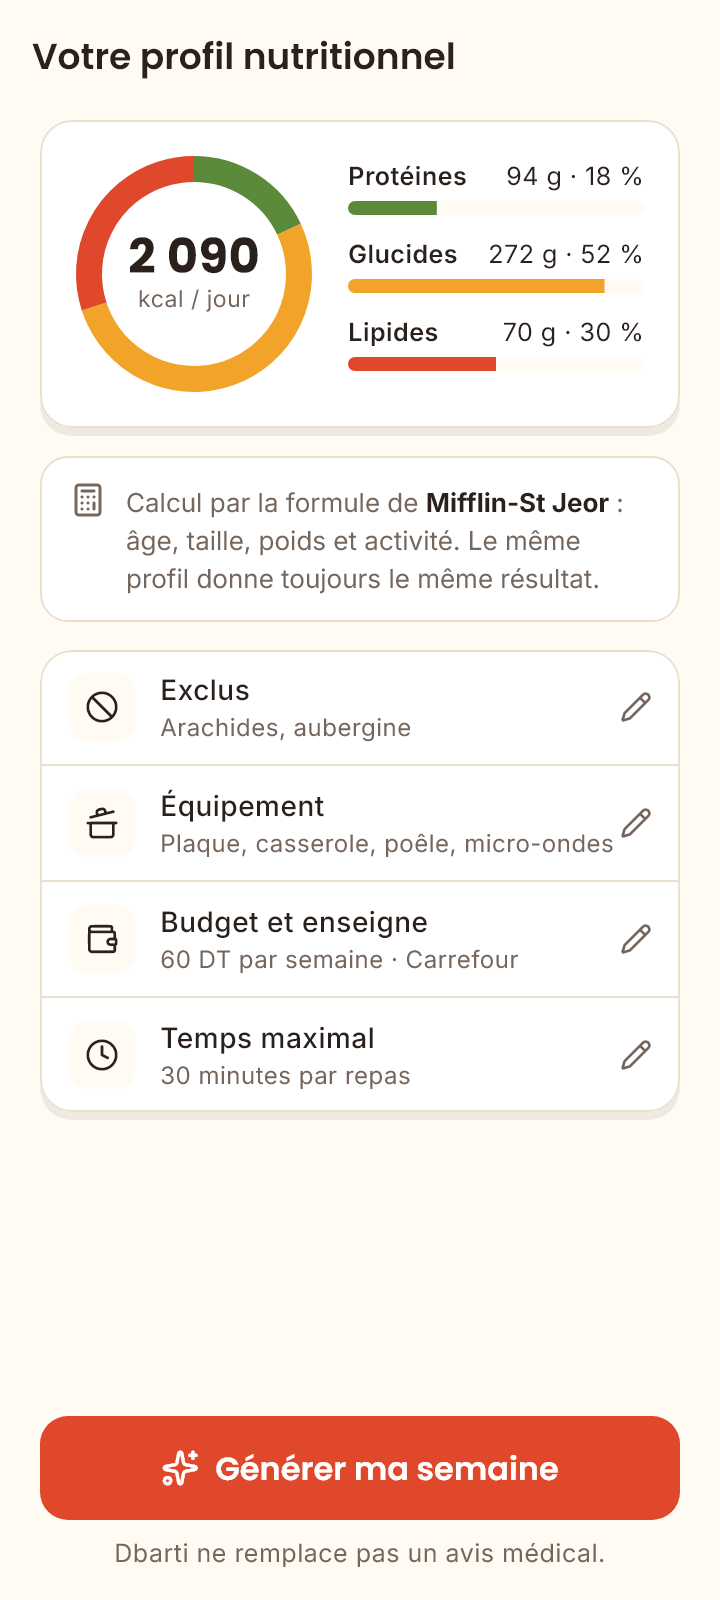 Votre profil nutritionnel
2 090
kcal / jour
Protéines 94 g · 18 %
Glucides 272 g · 52 %
Lipides 70 g · 30 %
Calcul par la formule de Mifflin-St Jeor :
âge, taille, poids et activité. Le même
profil donne toujours le même résultat.
Exclus
Arachides, aubergine
Équipement
Plaque, casserole, poêle, micro-ondes
Budget et enseigne
60 DT par semaine · Carrefour
Temps maximal
30 minutes par repas
Générer ma semaine
Dbarti ne remplace pas un avis médical.